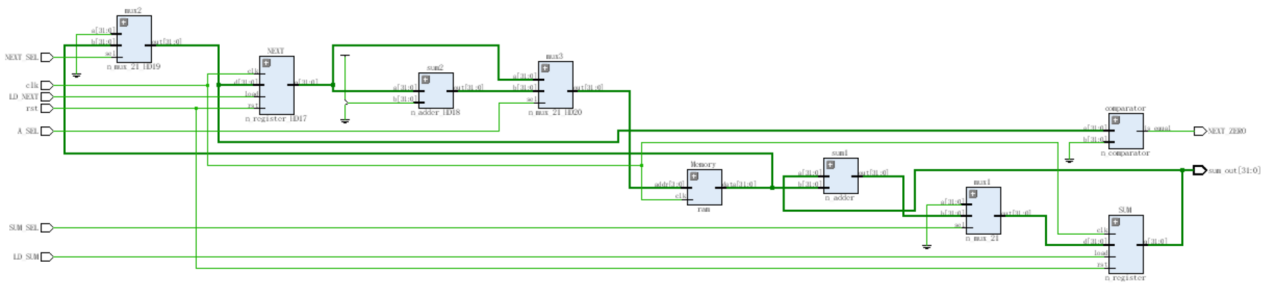 mux2
a[31:0]
b[31:0]
sel
out[31:0]
n_mux_21_HD19
NEXT_SEL
clk
LD_NEXT
rst
A_SEL
SUM_SEL
LD_SUM
NEXT
clk
d[31:0]
load
rst
q[31:0]
n_register_HD17
sum2
a[31:0]
b[31:0]
out[31:0]
n_adder_HD18
mux3
a[31:0]
b[31:0]
sel
out[31:0]
n_mux_21_HD20
comparator
a[31:0]
b[31:0]
is_equal
n_comparator
NEXT_ZERO
Memory
addr[31:0]
clk
data[31:0]
ram
sum1
a[31:0]
b[31:0]
out[31:0]
n_adder
sum_out[31:0]
mux1
a[31:0]
b[31:0]
sel
out[31:0]
n_mux_21
SUM
clk
d[31:0]
load
rst
q[31:0]
n_register